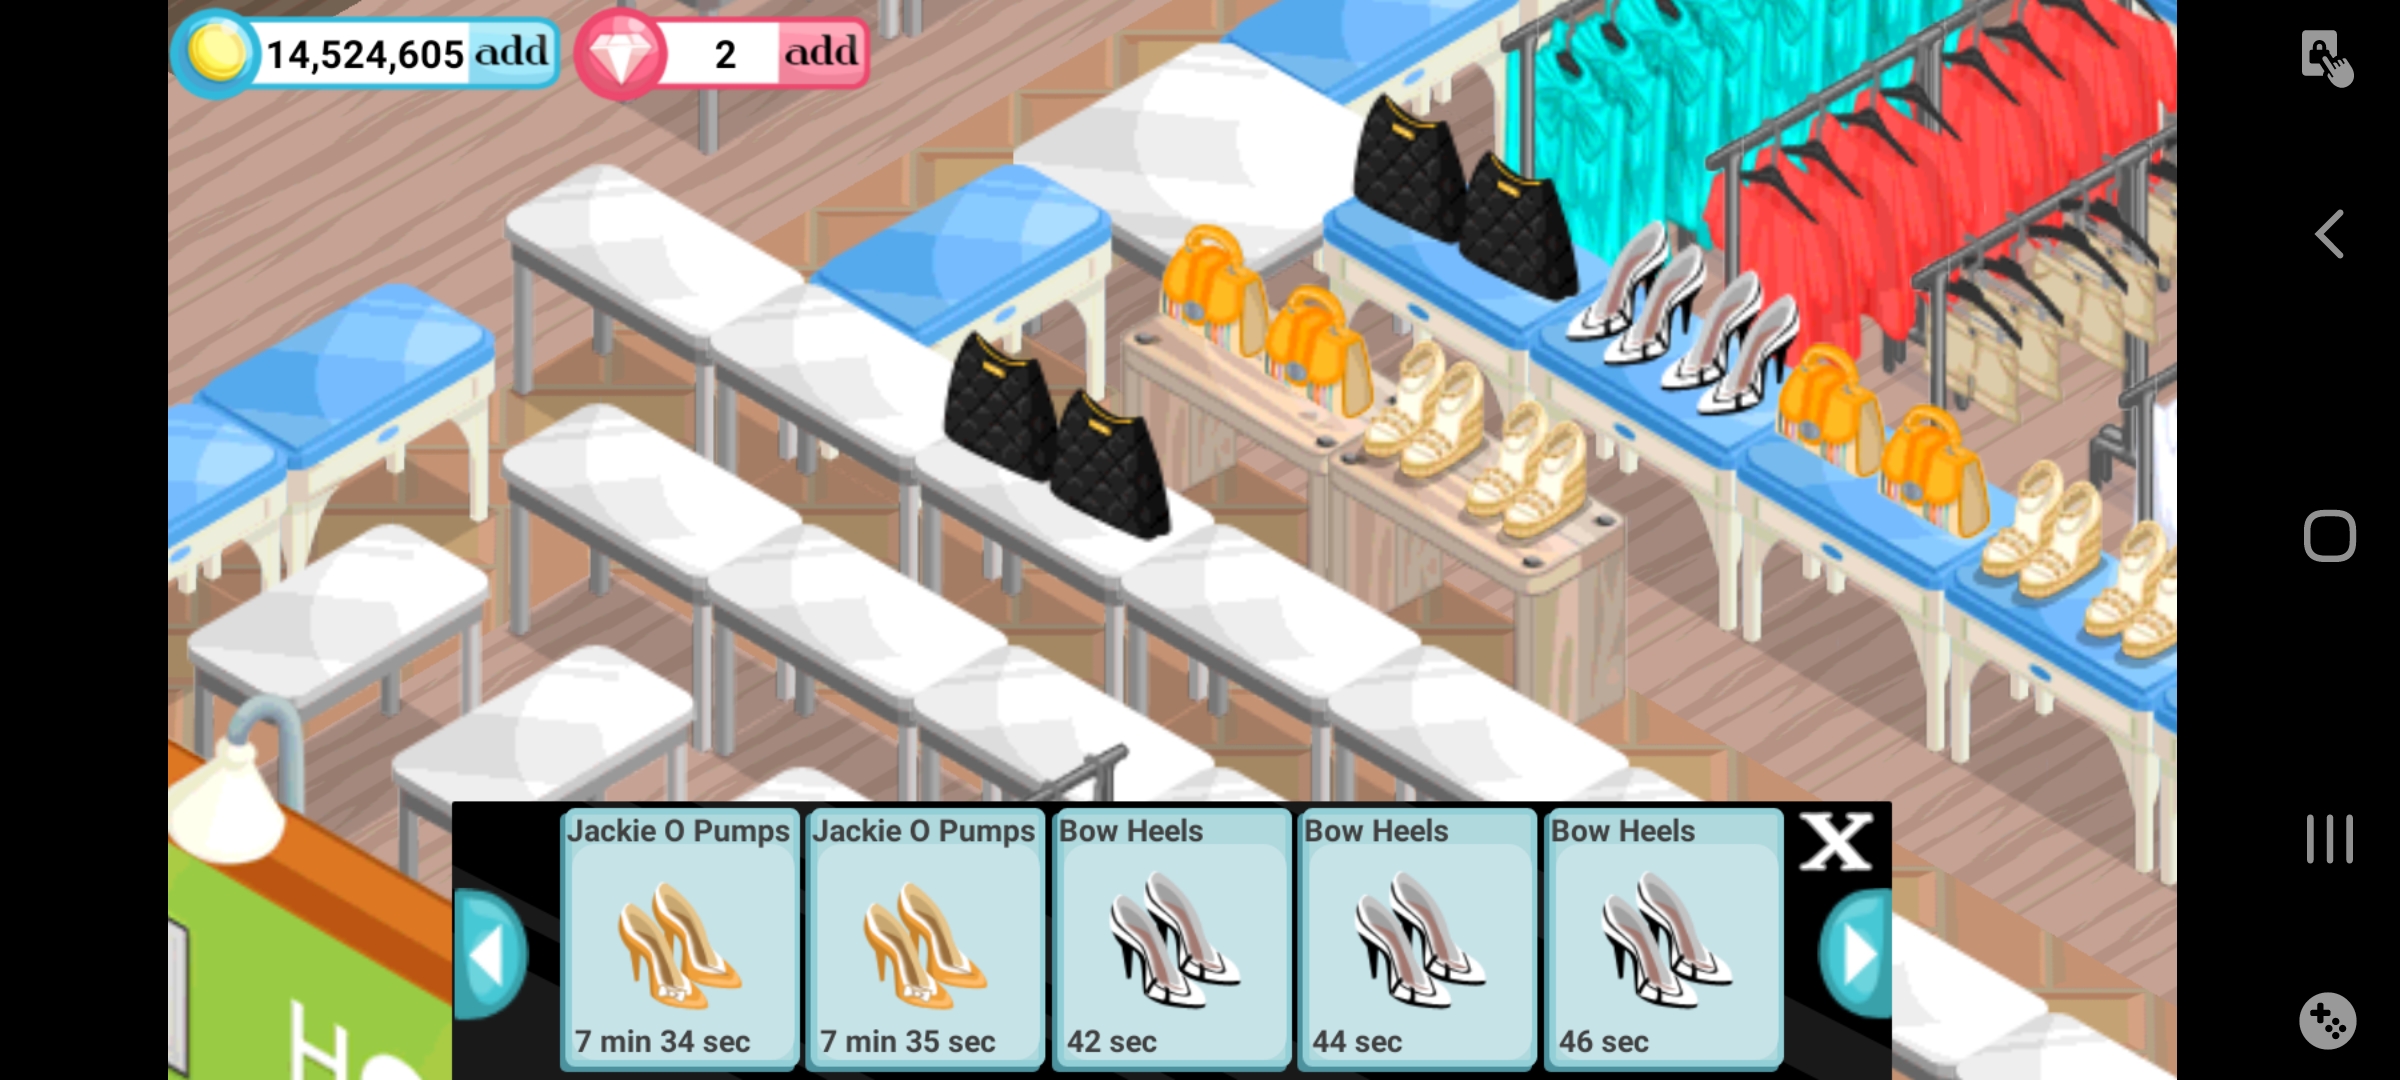 14,524,605 add 2 add
Jackie O Pumps
7 min 34 sec
Jackie O Pumps
7 min 35 sec
Bow Heels
42 sec
Bow Heels
44 sec
Bow Heels
46 sec
X